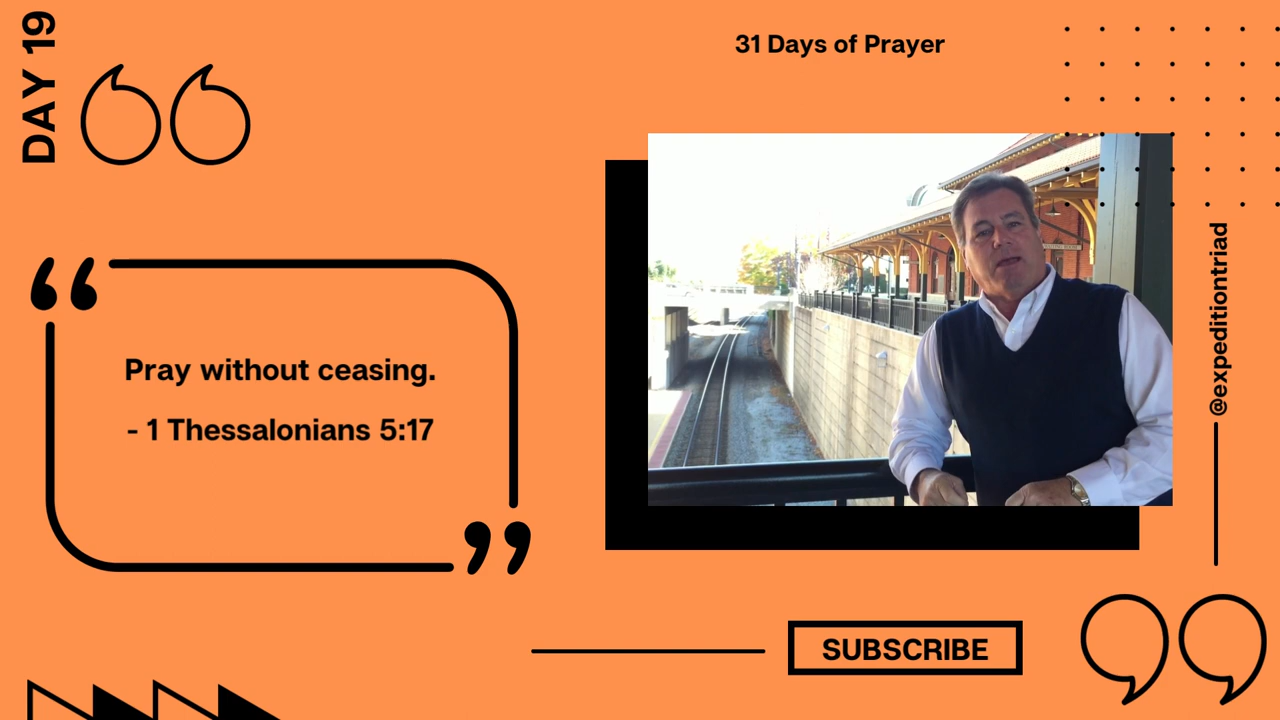 DAY 19
31 Days of Prayer
Pray without ceasing.
- 1 Thessalonians 5:17
@expeditiontriad
SUBSCRIBE